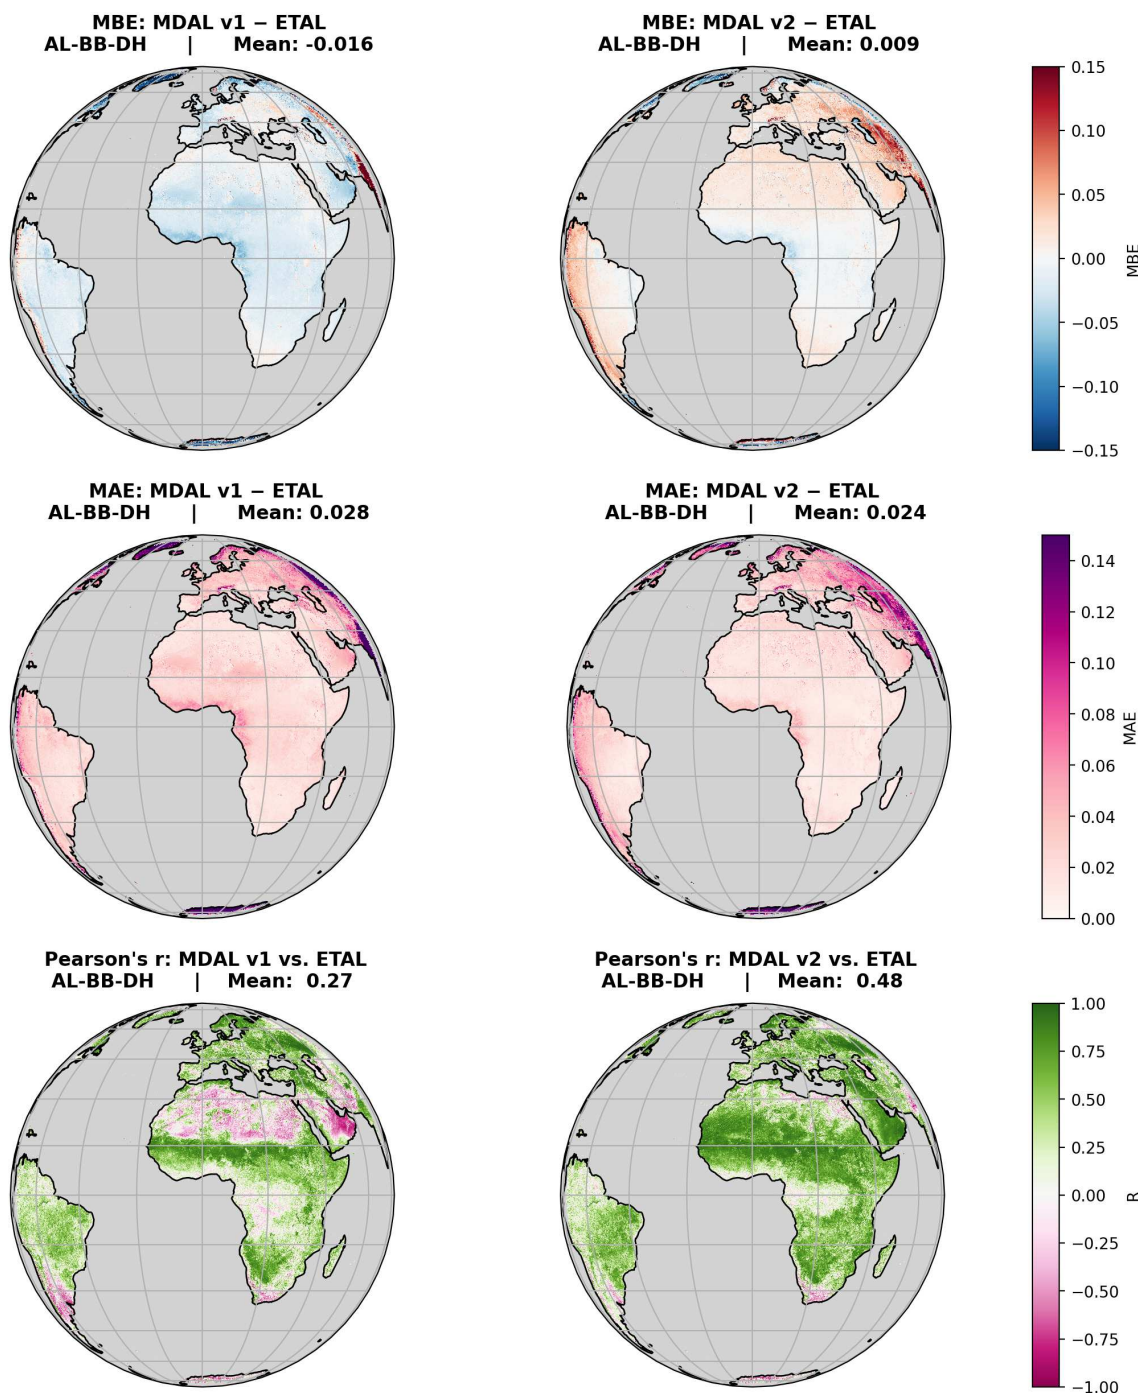 MBE: MDAL v1 − ETAL
AL-BB-DH | Mean: -0.016
MBE: MDAL v2 − ETAL
AL-BB-DH | Mean: 0.009
0.15
0.10
0.05
0.00
−0.05
−0.10
−0.15
MBE
MAE: MDAL v1 − ETAL
AL-BB-DH | Mean: 0.028
MAE: MDAL v2 − ETAL
AL-BB-DH | Mean: 0.024
0.14
0.12
0.10
0.08
0.06
0.04
0.02
0.00
MAE
Pearson's r: MDAL v1 vs. ETAL
AL-BB-DH | Mean: 0.27
Pearson's r: MDAL v2 vs. ETAL
AL-BB-DH | Mean: 0.48
1.00
0.75
0.50
0.25
0.00
−0.25
−0.50
−0.75
−1.00
R